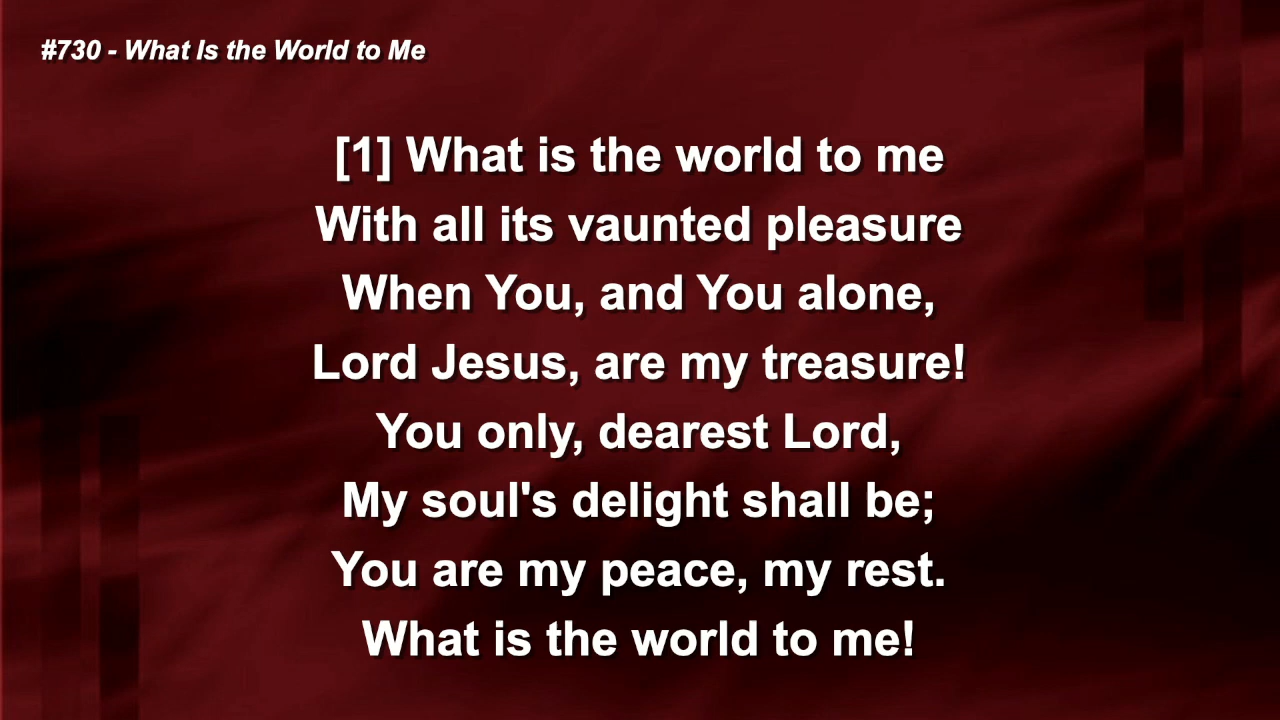 #730 - What Is the World to Me
[1] What is the world to me
With all its vaunted pleasure
When You, and You alone,
Lord Jesus, are my treasure!
You only, dearest Lord,
My soul's delight shall be;
You are my peace, my rest.
What is the world to me!